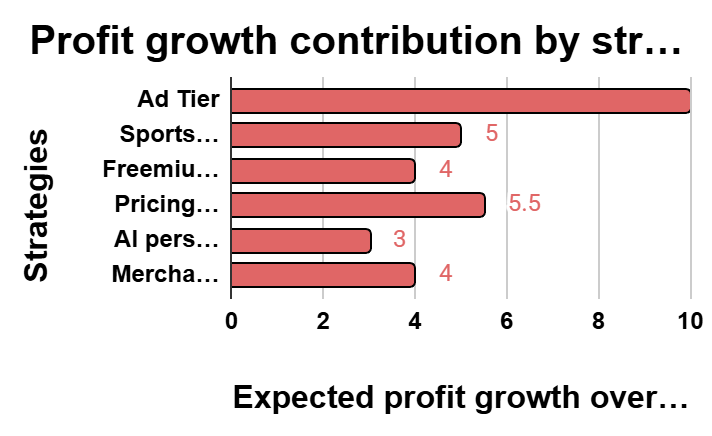 Profit growth contribution by str…
Strategies
Ad Tier
Sports… 5
Freemiu… 4
Pricing… 5.5
AI pers… 3
Mercha… 4
0 2 4 6 8 10
Expected profit growth over…